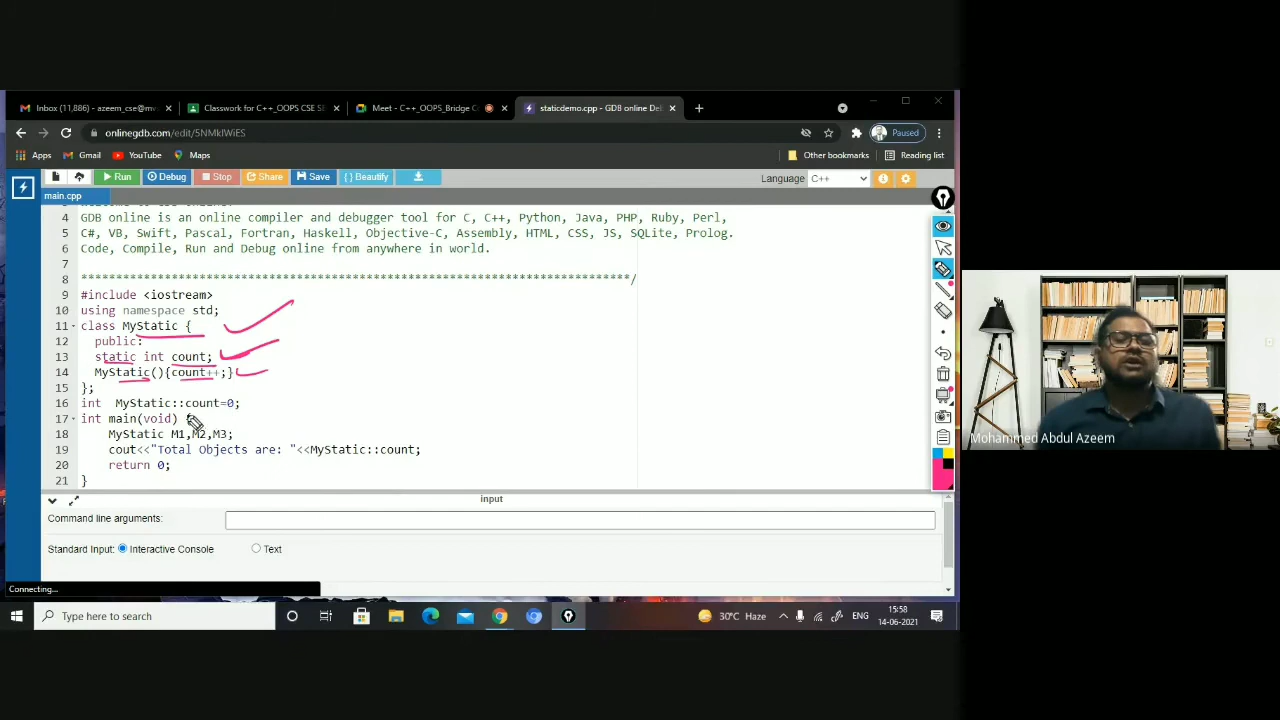 Inbox (11,886) - azeem_cse@mv
Classwork for C++_OOPS CSE SE
Meet - C++_OOPS_Bridge C
staticdemo.cpp - GDB online De
onlinegdb.com/edit/5NMkIWiES
Paused
Apps
Gmail
YouTube
Maps
Other bookmarks
Reading list
Run
Debug
Stop
Share
Save
{ } Beautify
Language
C++
main.cpp
4 GDB online is an online compiler and debugger tool for C, C++, Python, Java, PHP, Ruby, Perl,
5 C#, VB, Swift, Pascal, Fortran, Haskell, Objective-C, Assembly, HTML, CSS, JS, SQLite, Prolog.
6 Code, Compile, Run and Debug online from anywhere in world.
7
8 *******************************************************************************/
9 #include <iostream>
10 using namespace std;
11 class MyStatic {
12 public:
13 static int count;
14 MyStatic(){count++;}
15 };
16 int MyStatic::count=0;
17 int main(void)
18 MyStatic M1,M2,M3;
19 cout<<"Total Objects are: "<<MyStatic::count;
20 return 0;
21 }
input
Command line arguments:
Standard Input: Interactive Console Text
Connecting...
Type here to search
30°C Haze
ENG
15:58
14-06-2021
Mohammed Abdul Azeem